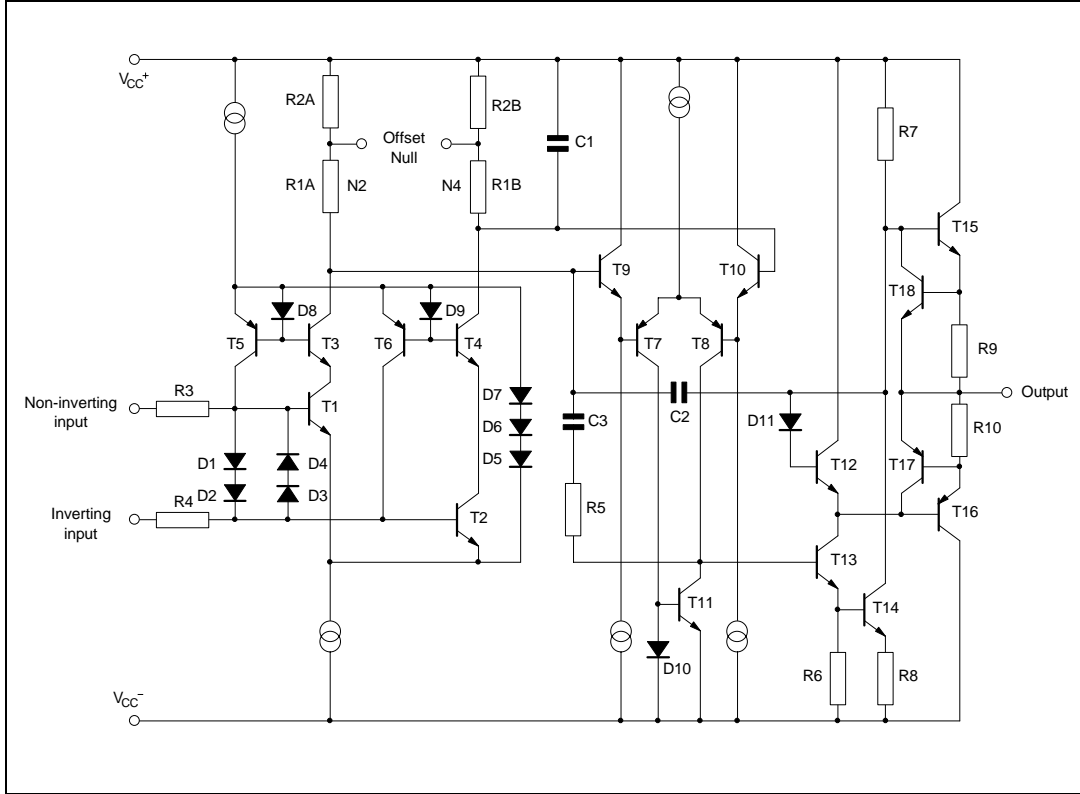 VCC+
R2A
R2B
Offset
Null
C1
R7
R1A
N2
N4
R1B
T15
T9
T10
T18
D8
D9
T5
T3
T6
T4
T7
T8
R9
R3
D7
Non-inverting
input
T1
Output
D6
C3
C2
D11
R10
D1
D4
D5
T12
T17
D2
D3
R4
R5
Inverting
input
T2
T16
T13
T11
T14
D10
R6
R8
VCC−